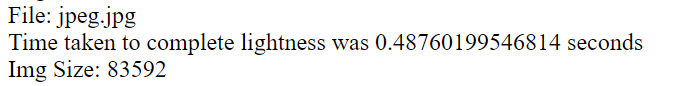 File: jpeg.jpg
Time taken to complete lightness was 0.48760199546814 seconds
Img Size: 83592